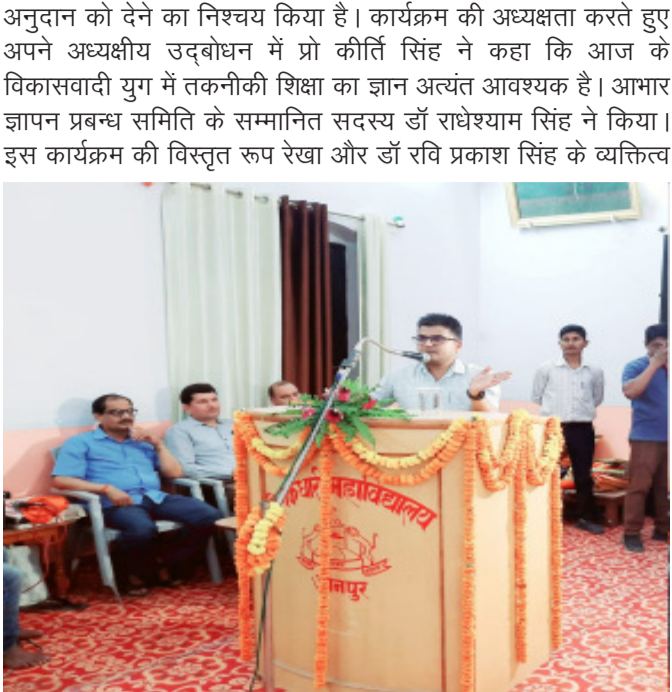 अनुदान को देने का निश्चय किया है। कार्यक्रम की अध्यक्षता करते हुए
अपने अध्यक्षीय उद्बोधन में प्रो कीर्ति सिंह ने कहा कि आज के
विकासवादी युग में तकनीकी शिक्षा का ज्ञान अत्यंत आवश्यक है। आभार
ज्ञापन प्रबन्ध समिति के सम्मानित सदस्य डॉ राधेश्याम सिंह ने किया।
इस कार्यक्रम की विस्तृत रूप रेखा और डॉ रवि प्रकाश सिंह के व्यक्तित्व
महाविद्यालय